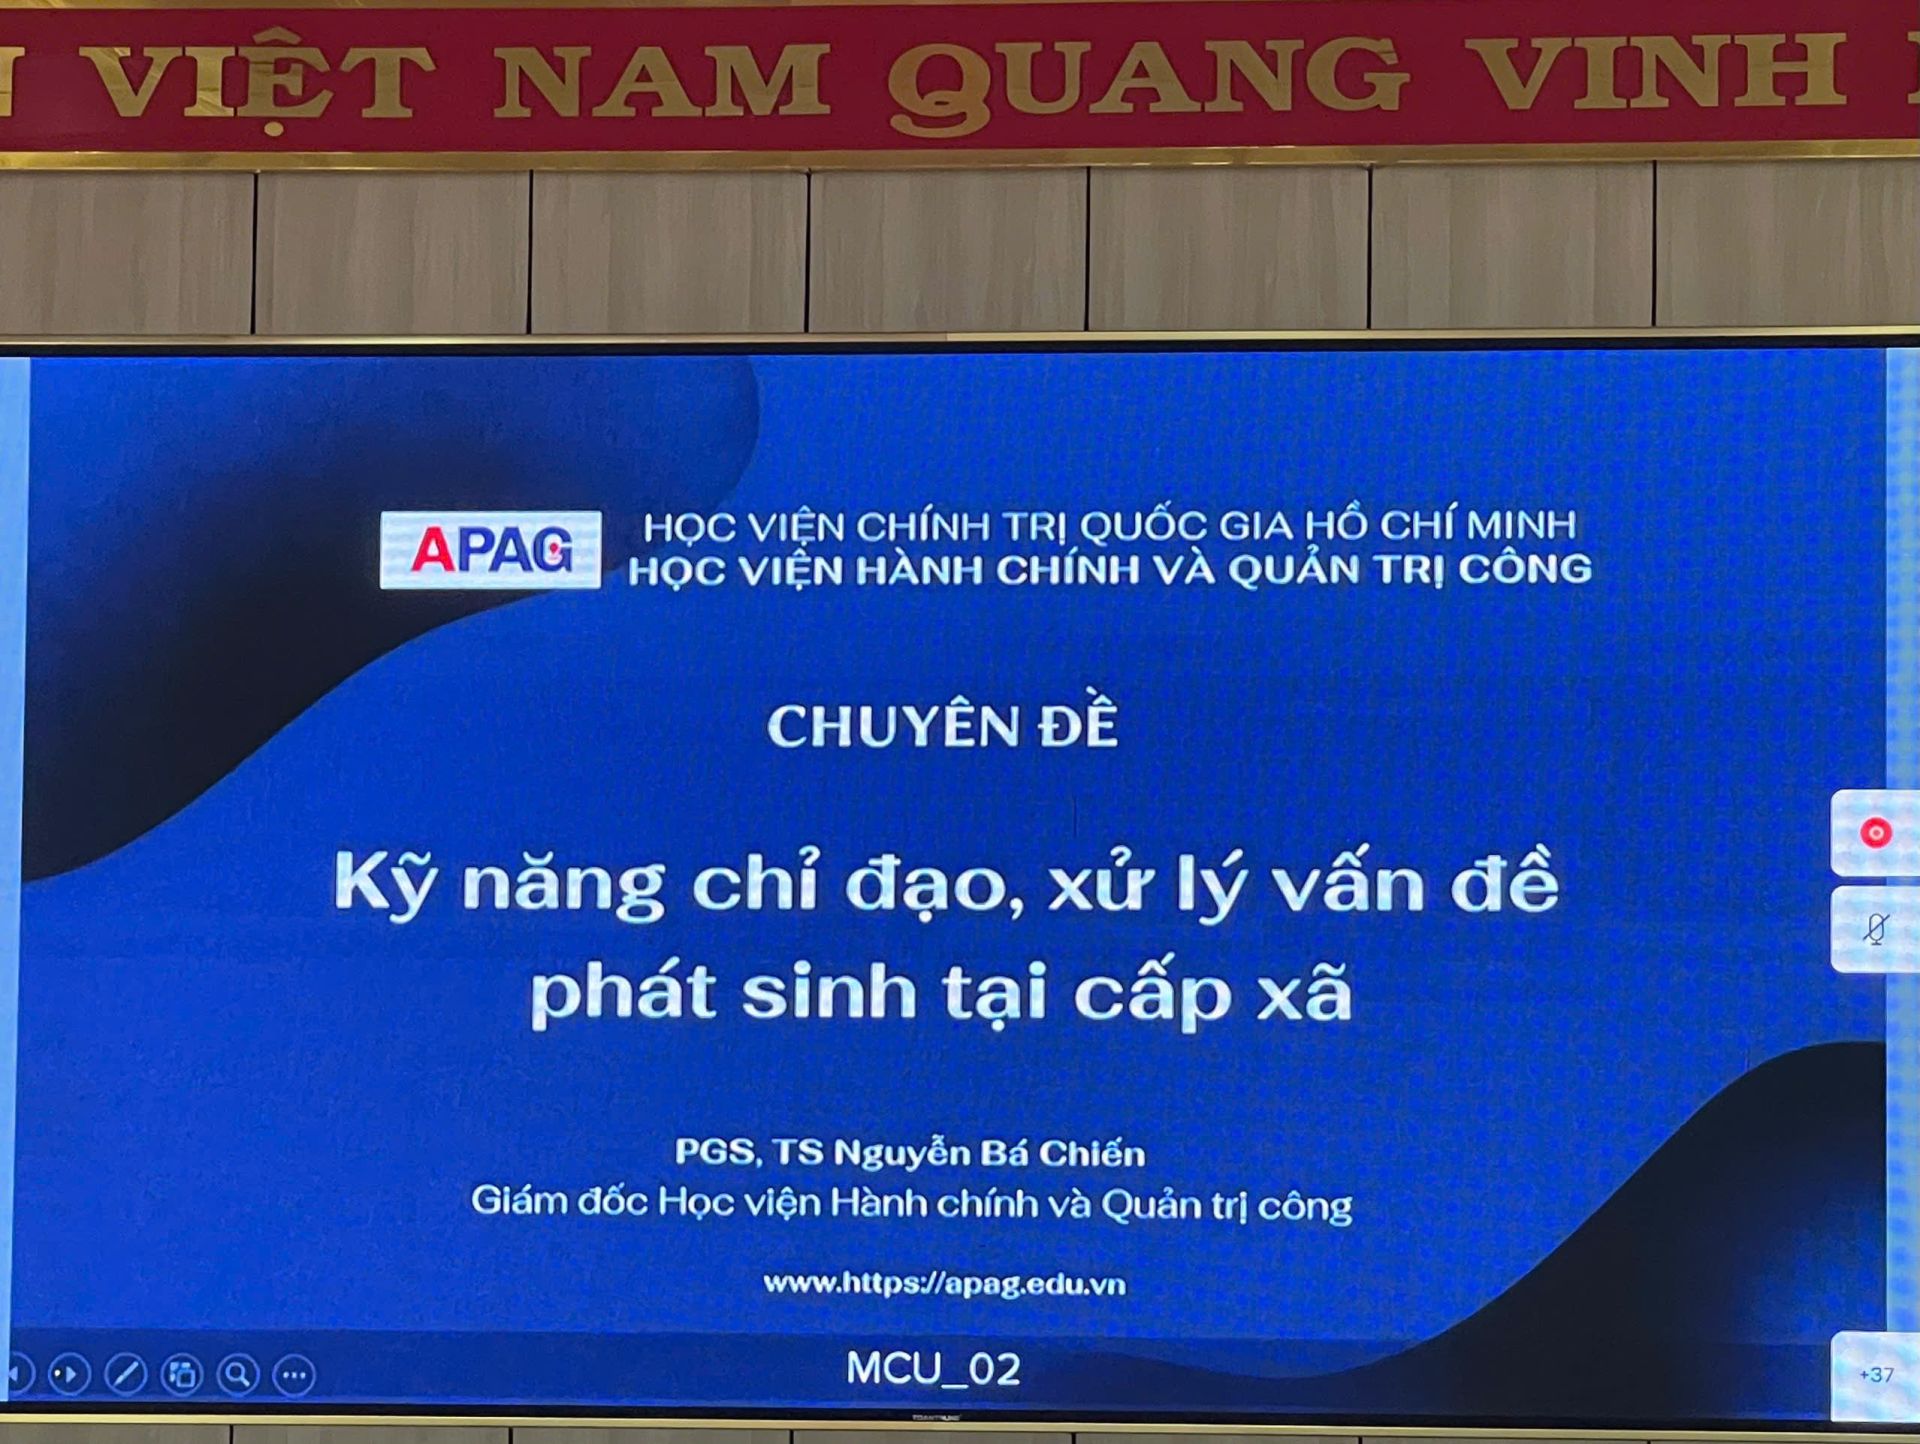 VIỆT NAM QUANG VINH
APAG
HỌC VIỆN CHÍNH TRỊ QUỐC GIA HỒ CHÍ MINH
HỌC VIỆN HÀNH CHÍNH VÀ QUẢN TRỊ CÔNG
CHUYÊN ĐỀ
Kỹ năng chỉ đạo, xử lý vấn đề
phát sinh tại cấp xã
PGS, TS Nguyễn Bá Chiến
Giám đốc Học viện Hành chính và Quản trị công
www.https://apag.edu.vn
MCU_02
+37